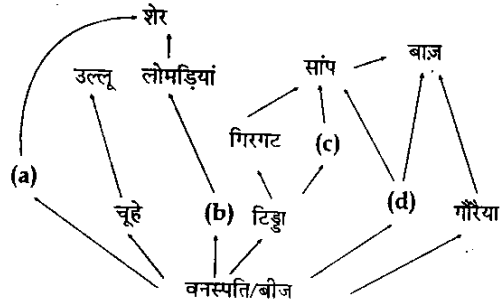 शेर
उल्लू लोमड़ियां सांप बाज़
गिरगट (c)
(a) चूहे (b) टिड्डा (d) गौरैया
वनस्पति/बीज